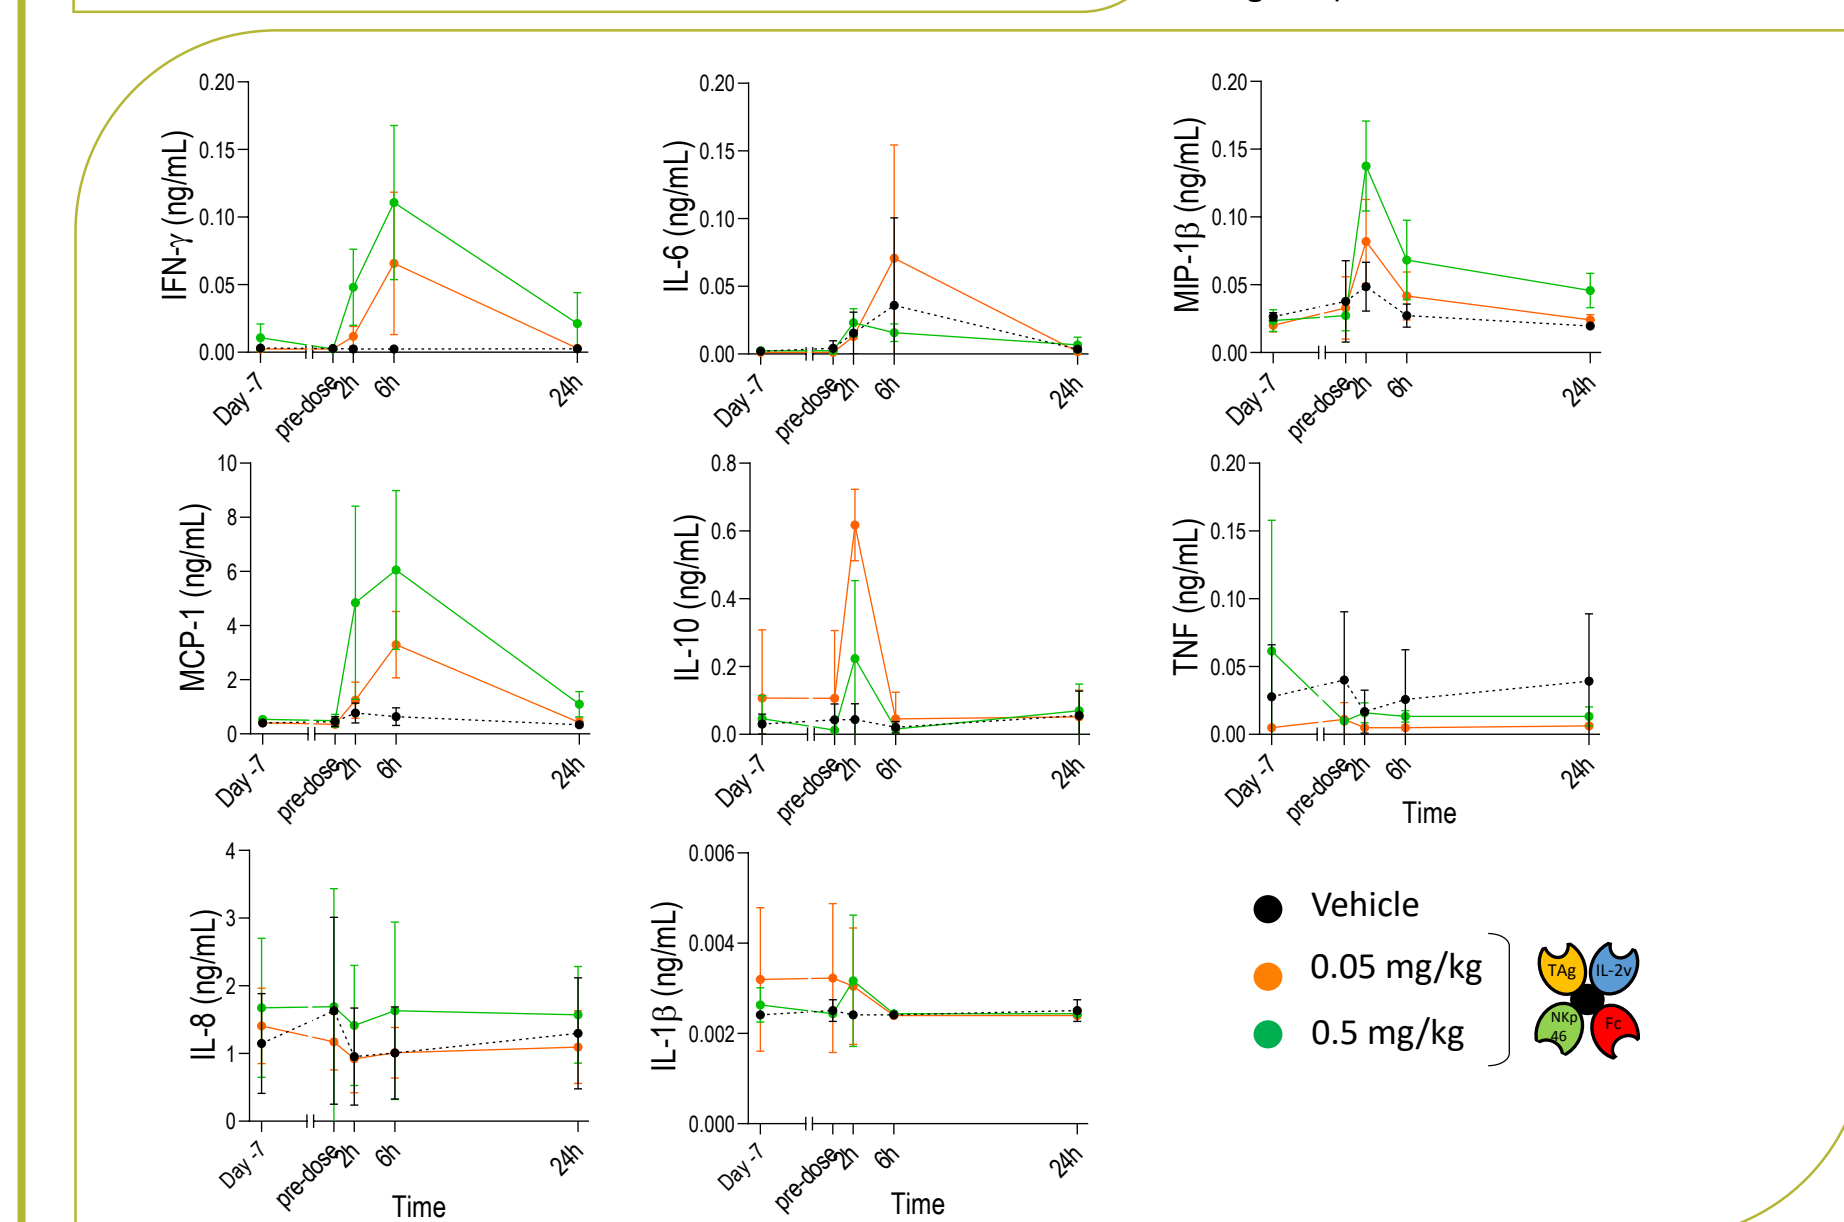 IFN-γ (ng/mL)
0.20
0.15
0.10
0.05
0.00
Day -7
pre-dose
2h
6h
24h
IL-6 (ng/mL)
0.20
0.15
0.10
0.05
0.00
Day -7
pre-dose
2h
6h
24h
MIP-1β (ng/mL)
0.20
0.15
0.10
0.05
0.00
Day -7
pre-dose
2h
6h
24h
MCP-1 (ng/mL)
10
8
6
4
2
0
Day -7
pre-dose
2h
6h
24h
IL-10 (ng/mL)
0.8
0.6
0.4
0.2
0.0
Day -7
pre-dose
2h
6h
24h
TNF (ng/mL)
0.20
0.15
0.10
0.05
0.00
Day -7
pre-dose
2h
6h
24h
Time
IL-8 (ng/mL)
4
3
2
1
0
Day -7
pre-dose
2h
6h
24h
Time
IL-1β (ng/mL)
0.006
0.004
0.002
0.000
Day -7
pre-dose
2h
6h
24h
Time
Vehicle
0.05 mg/kg
0.5 mg/kg
TAg
IL-2v
NKp
46
Fc